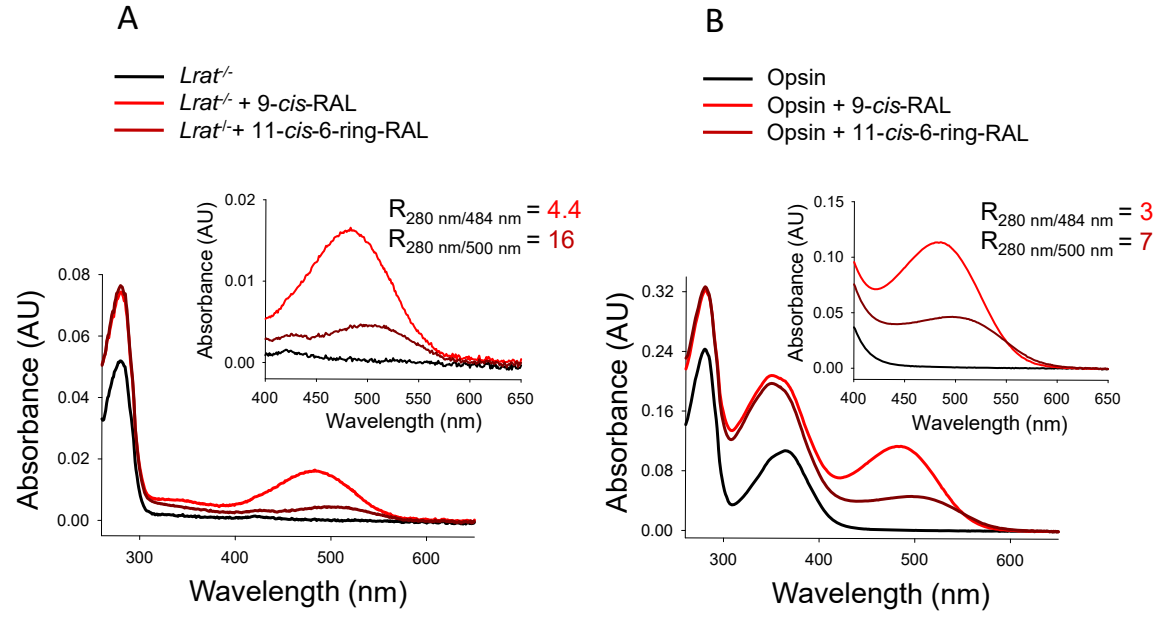 A
Lrat-/-
Lrat-/- + 9-cis-RAL
Lrat-/-+ 11-cis-6-ring-RAL
R280 nm/484 nm = 4.4
R280 nm/500 nm = 16
0.02
0.01
0.00
Absorbance (AU)
400 450 500 550 600 650
Wavelength (nm)
0.08
0.06
0.04
0.02
0.00
Absorbance (AU)
300 400 500 600
Wavelength (nm)
B
Opsin
Opsin + 9-cis-RAL
Opsin + 11-cis-6-ring-RAL
R280 nm/484 nm = 3
R280 nm/500 nm = 7
0.15
0.10
0.05
0.00
Absorbance (AU)
400 450 500 550 600 650
Wavelength (nm)
0.32
0.24
0.16
0.08
0.00
Absorbance (AU)
300 400 500 600
Wavelength (nm)